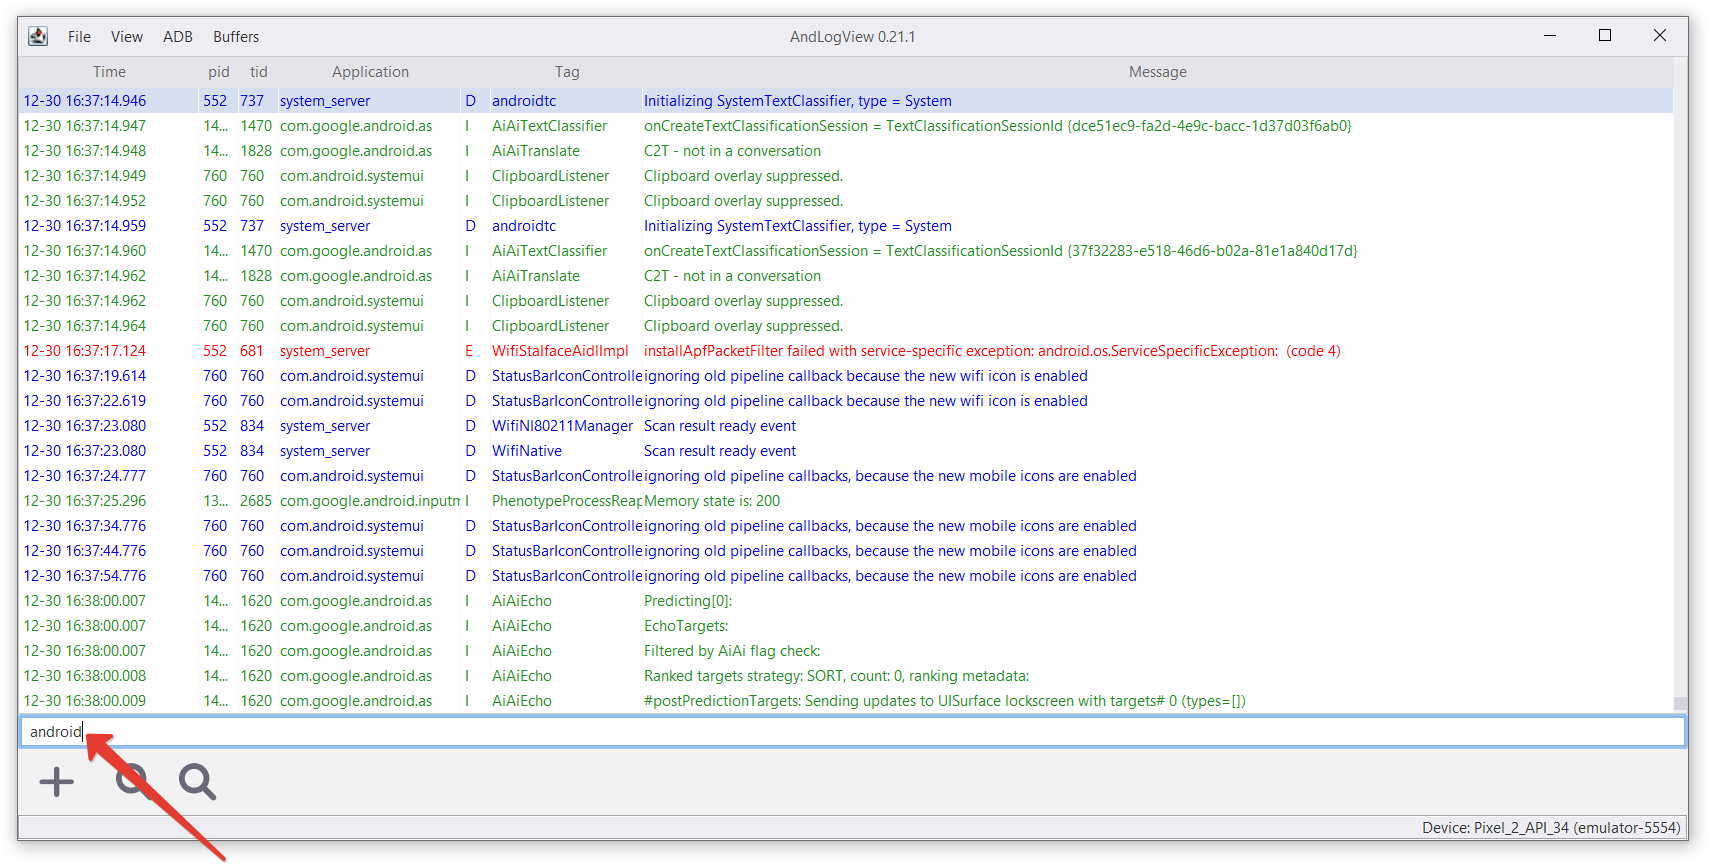 File View ADB Buffers AndLogView 0.21.1
Time pid tid Application Tag Message
12-30 16:37:14.946 552 737 system_server D androidtc Initializing SystemTextClassifier, type = System
12-30 16:37:14.947 14... 1470 com.google.android.as I AiAiTextClassifier onCreateTextClassificationSession = TextClassificationSessionId {dce51ec9-fa2d-4e9c-bacc-1d37d03f6ab0}
12-30 16:37:14.948 14... 1828 com.google.android.as I AiAiTranslate C2T - not in a conversation
12-30 16:37:14.949 760 760 com.android.systemui I ClipboardListener Clipboard overlay suppressed.
12-30 16:37:14.952 760 760 com.android.systemui I ClipboardListener Clipboard overlay suppressed.
12-30 16:37:14.959 552 737 system_server D androidtc Initializing SystemTextClassifier, type = System
12-30 16:37:14.960 14... 1470 com.google.android.as I AiAiTextClassifier onCreateTextClassificationSession = TextClassificationSessionId {37f32283-e518-46d6-b02a-81e1a840d17d}
12-30 16:37:14.962 14... 1828 com.google.android.as I AiAiTranslate C2T - not in a conversation
12-30 16:37:14.962 760 760 com.android.systemui I ClipboardListener Clipboard overlay suppressed.
12-30 16:37:14.964 760 760 com.android.systemui I ClipboardListener Clipboard overlay suppressed.
12-30 16:37:17.124 552 681 system_server E WifiStaIfaceAidlImpl installApfPacketFilter failed with service-specific exception: android.os.ServiceSpecificException: (code 4)
12-30 16:37:19.614 760 760 com.android.systemui D StatusBarIconControlle ignoring old pipeline callback because the new wifi icon is enabled
12-30 16:37:22.619 760 760 com.android.systemui D StatusBarIconControlle ignoring old pipeline callback because the new wifi icon is enabled
12-30 16:37:23.080 552 834 system_server D WifiNl80211Manager Scan result ready event
12-30 16:37:23.080 552 834 system_server D WifiNative Scan result ready event
12-30 16:37:24.777 760 760 com.android.systemui D StatusBarIconControlle ignoring old pipeline callbacks, because the new mobile icons are enabled
12-30 16:37:25.296 13... 2685 com.google.android.inputm I PhenotypeProcessReap Memory state is: 200
12-30 16:37:34.776 760 760 com.android.systemui D StatusBarIconControlle ignoring old pipeline callbacks, because the new mobile icons are enabled
12-30 16:37:44.776 760 760 com.android.systemui D StatusBarIconControlle ignoring old pipeline callbacks, because the new mobile icons are enabled
12-30 16:37:54.776 760 760 com.android.systemui D StatusBarIconControlle ignoring old pipeline callbacks, because the new mobile icons are enabled
12-30 16:38:00.007 14... 1620 com.google.android.as I AiAiEcho Predicting[0]:
12-30 16:38:00.007 14... 1620 com.google.android.as I AiAiEcho EchoTargets:
12-30 16:38:00.007 14... 1620 com.google.android.as I AiAiEcho Filtered by AiAi flag check:
12-30 16:38:00.008 14... 1620 com.google.android.as I AiAiEcho Ranked targets strategy: SORT, count: 0, ranking metadata:
12-30 16:38:00.009 14... 1620 com.google.android.as I AiAiEcho #postPredictionTargets: Sending updates to UISurface lockscreen with targets# 0 (types=[])
android
Device: Pixel_2_API_34 (emulator-5554)